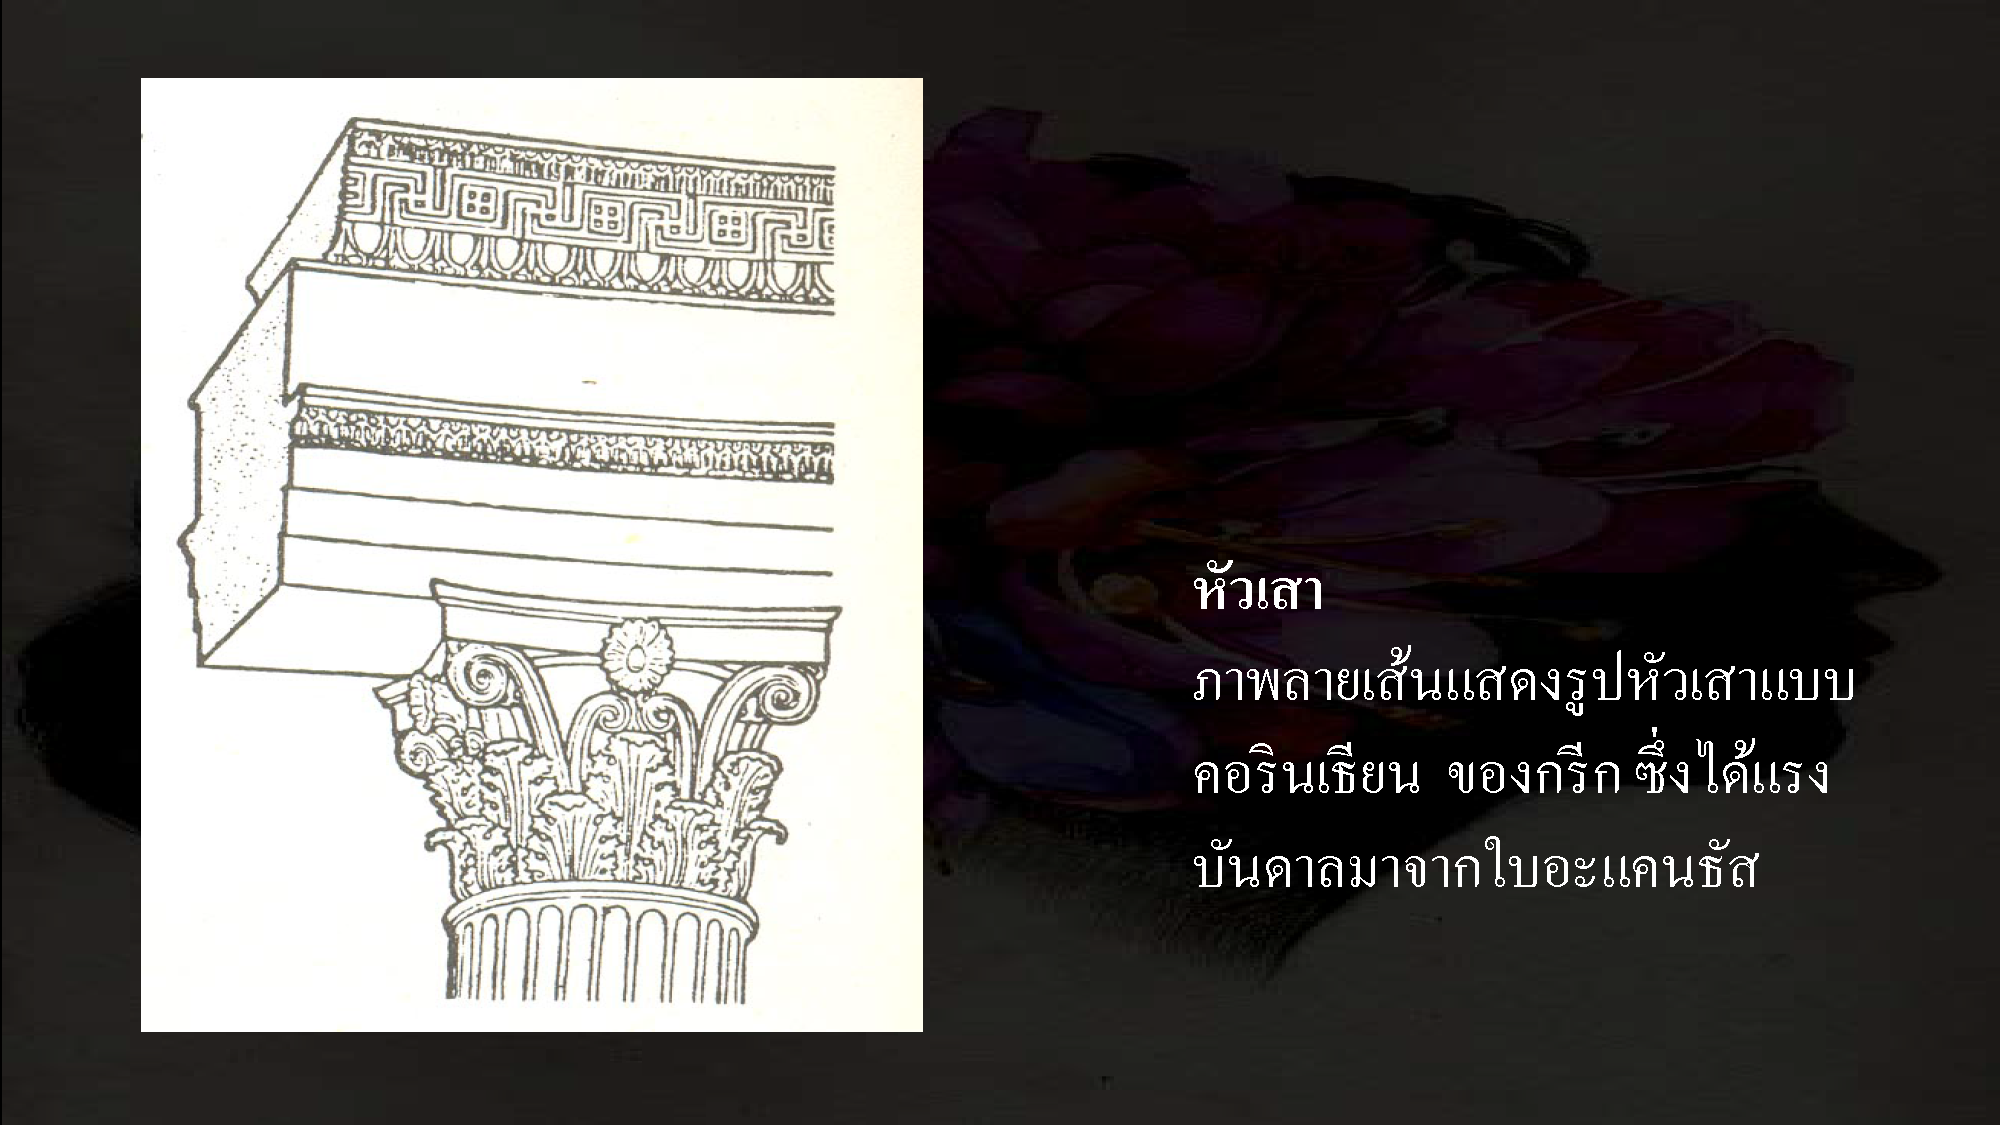 หัวเสา
ภาพลายเส้นแสดงรูปหัวเสาแบบ
คอรินเธียน ของกรีก ซึ่งได้แรง
บันดาลมาจากใบอะแคนธัส